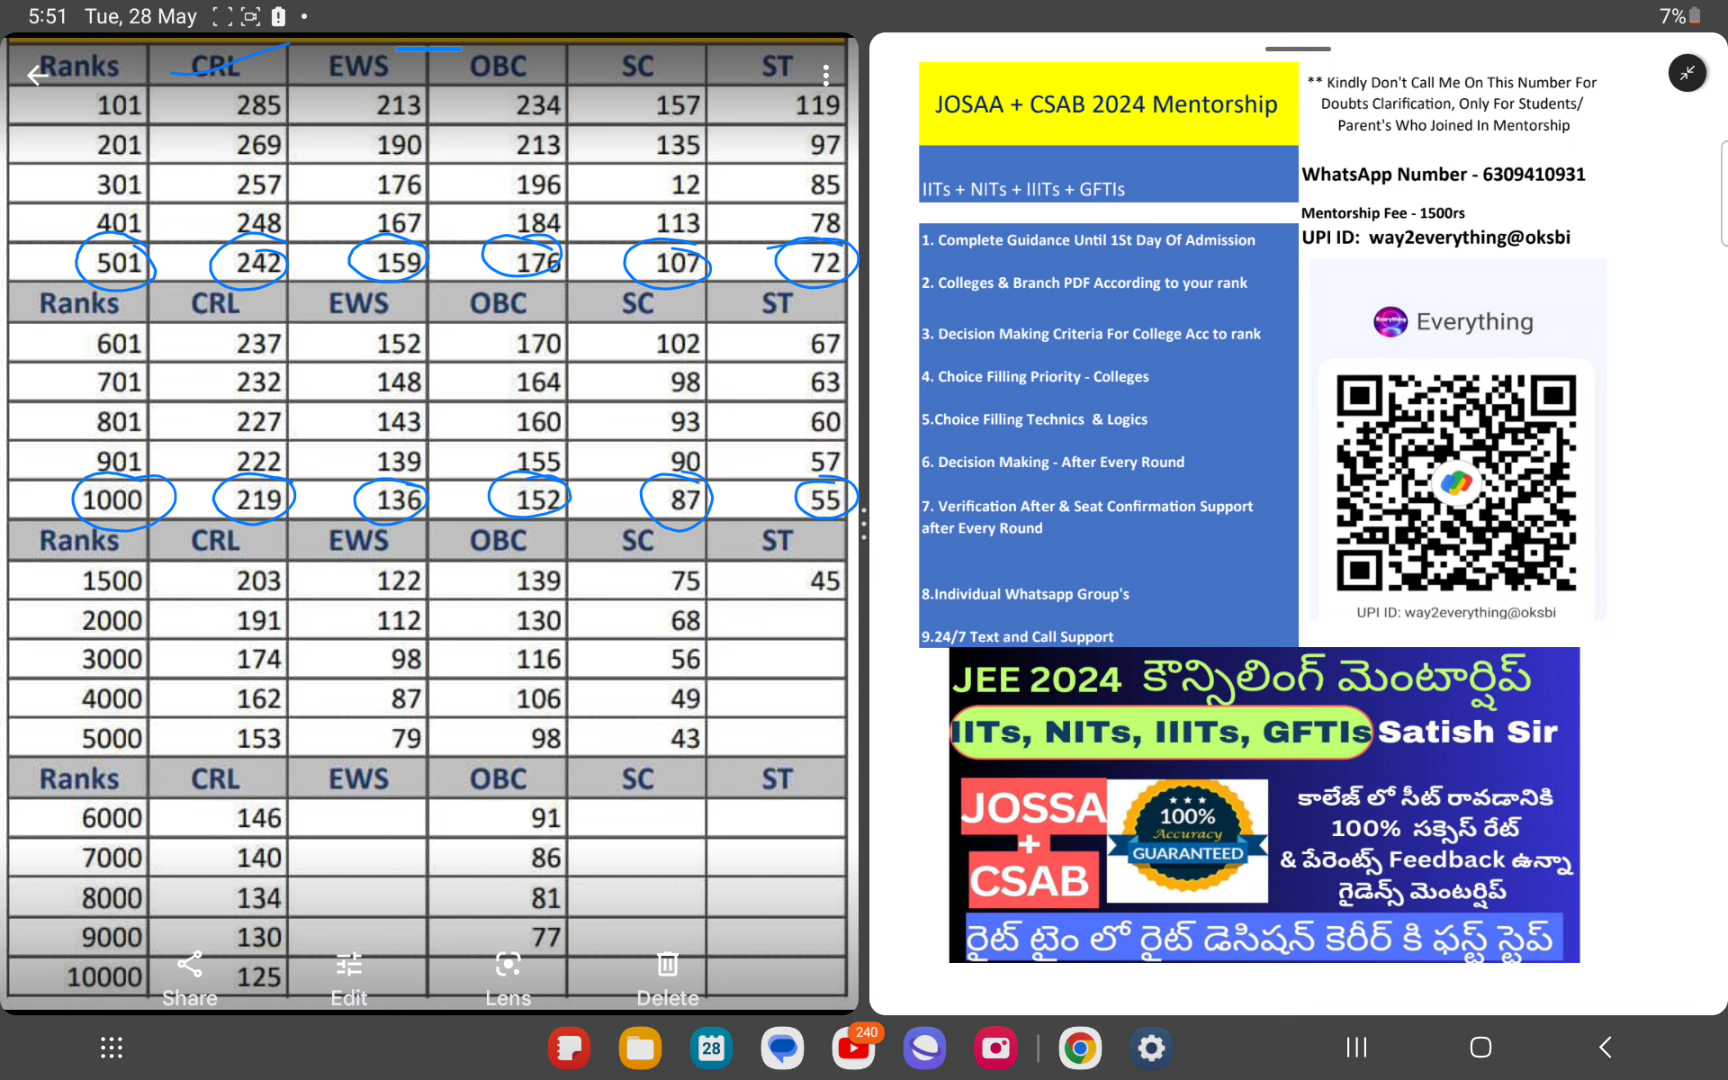 5:51 Tue, 28 May
7%
Ranks CRL EWS OBC SC ST
101 285 213 234 157 119
201 269 190 213 135 97
301 257 176 196 12 85
401 248 167 184 113 78
501 242 159 176 107 72
Ranks CRL EWS OBC SC ST
601 237 152 170 102 67
701 232 148 164 98 63
801 227 143 160 93 60
901 222 139 155 90 57
1000 219 136 152 87 55
Ranks CRL EWS OBC SC ST
1500 203 122 139 75 45
2000 191 112 130 68
3000 174 98 116 56
4000 162 87 106 49
5000 153 79 98 43
Ranks CRL EWS OBC SC ST
6000 146 91
7000 140 86
8000 134 81
9000 130 77
10000 125
Share Edit Lens Delete
JOSAA + CSAB 2024 Mentorship
IITs + NITs + IIITs + GFTIs
1. Complete Guidance Until 1St Day Of Admission
2. Colleges & Branch PDF According to your rank
3. Decision Making Criteria For College Acc to rank
4. Choice Filling Priority - Colleges
5.Choice Filling Technics & Logics
6. Decision Making - After Every Round
7. Verification After & Seat Confirmation Support
after Every Round
8.Individual Whatsapp Group's
9.24/7 Text and Call Support
** Kindly Don't Call Me On This Number For
Doubts Clarification, Only For Students/
Parent's Who Joined In Mentorship
WhatsApp Number - 6309410931
Mentorship Fee - 1500rs
UPI ID: way2everything@oksbi
Everything
UPI ID: way2everything@oksbi
JEE 2024 కౌన్సిలింగ్ మెంటార్షిప్
IITs, NITs, IIITs, GFTIs Satish Sir
JOSSA
+
CSAB
100%
Accuracy
GUARANTEED
కాలేజ్ లో సీట్ రావడానికి
100% సక్సెస్ రేట్
& పేరెంట్స్ Feedback ఉన్నా
గైడెన్స్ మెంటర్షిప్
రైట్ టైం లో రైట్ డెసిషన్ కెరీర్ కి ఫస్ట్ స్టెప్
28
240